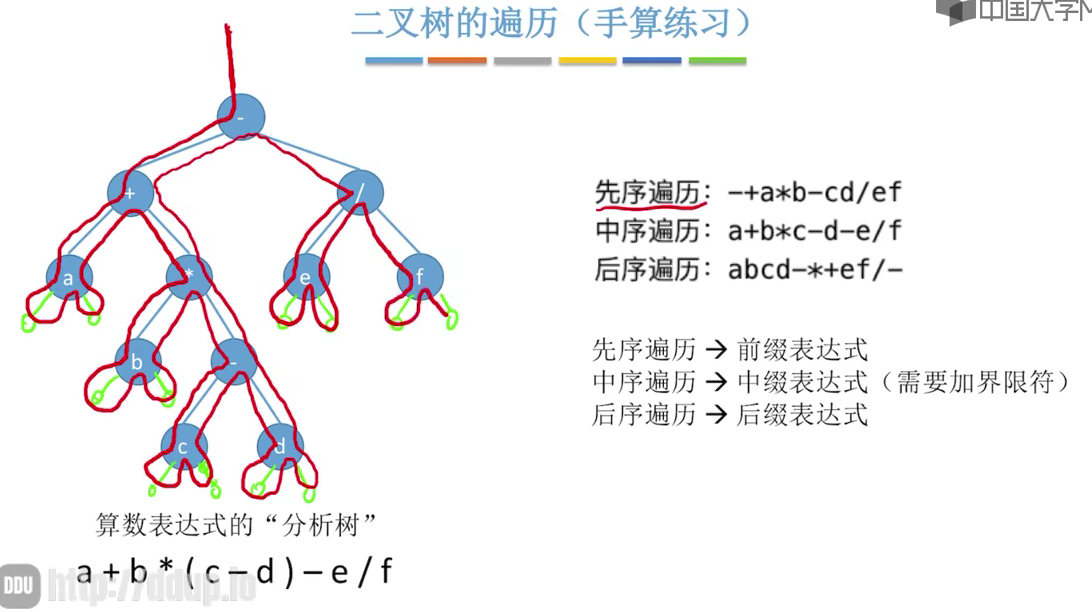 中国大学M
二叉树的遍历（手算练习）
-
+
/
a
*
e
f
b
-
c
d
先序遍历：-+a*b-cd/ef
中序遍历：a+b*c-d-e/f
后序遍历：abcd-*+ef/-
先序遍历 → 前缀表达式
中序遍历 → 中缀表达式（需要加界限符）
后序遍历 → 后缀表达式
算数表达式的“分析树”
a+b*(c-d)-e/f
DDU http://ddup.io